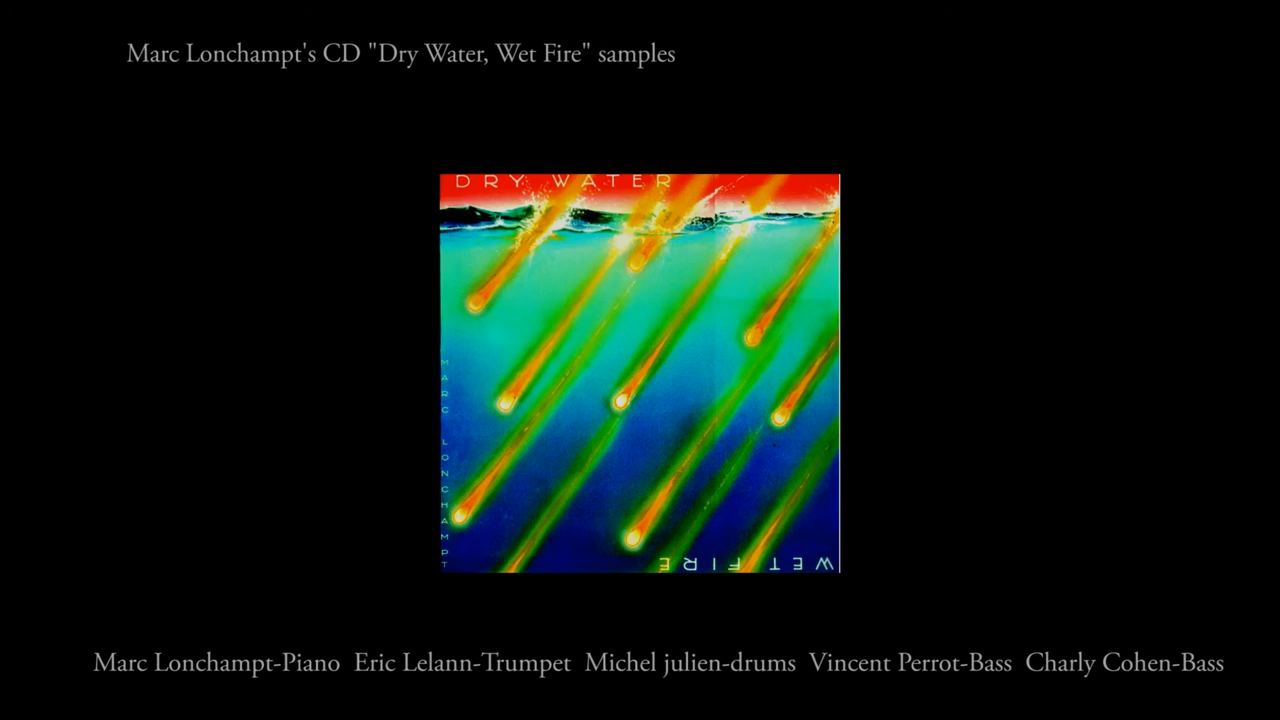 Marc Lonchampt's CD "Dry Water, Wet Fire" samples
DRY WATER
MARC LONCHAMPT
WET FIRE
Marc Lonchampt-Piano Eric Lelann-Trumpet Michel julien-drums Vincent Perrot-Bass Charly Cohen-Bass